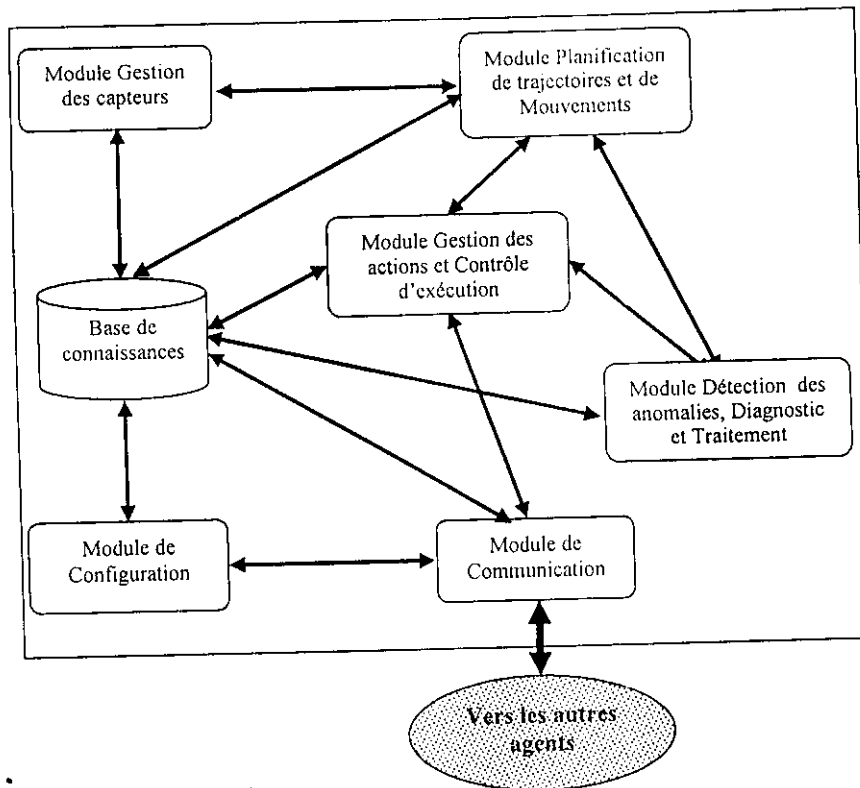 Module Gestion
des capteurs
Module Planification
de trajectoires et de
Mouvements
Module Gestion des
actions et Contrôle
d'exécution
Base de
connaissances
Module Détection des
anomalies, Diagnostic
et Traitement
Module de
Configuration
Module de
Communication
Vers les autres
agents